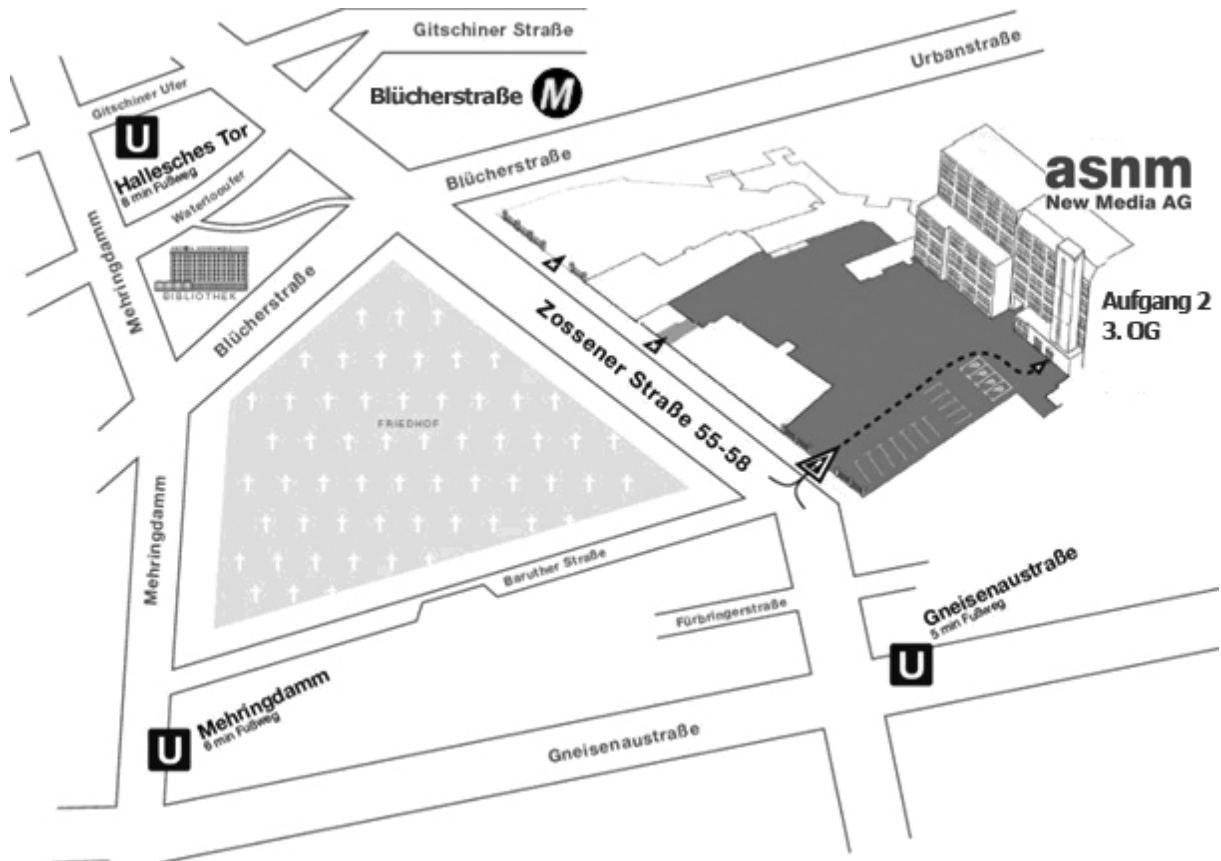 Gitschiner Straße
Urbanstraße
Blücherstraße M
Gitschiner Ufer
U
Hallesches Tor
8 min Fußweg
Blücherstraße
asnm
New Media AG
Waterlooufer
Mehringdamm
BIBLIOTHEK
Blücherstraße
Aufgang 2
3. OG
Zossener Straße 55-58
FRIEDHOF
Mehringdamm
Baruther Straße
Fürbringerstraße
Gneisenaustraße
5 min Fußweg
U
Mehringdamm
6 min Fußweg
U
Gneisenaustraße